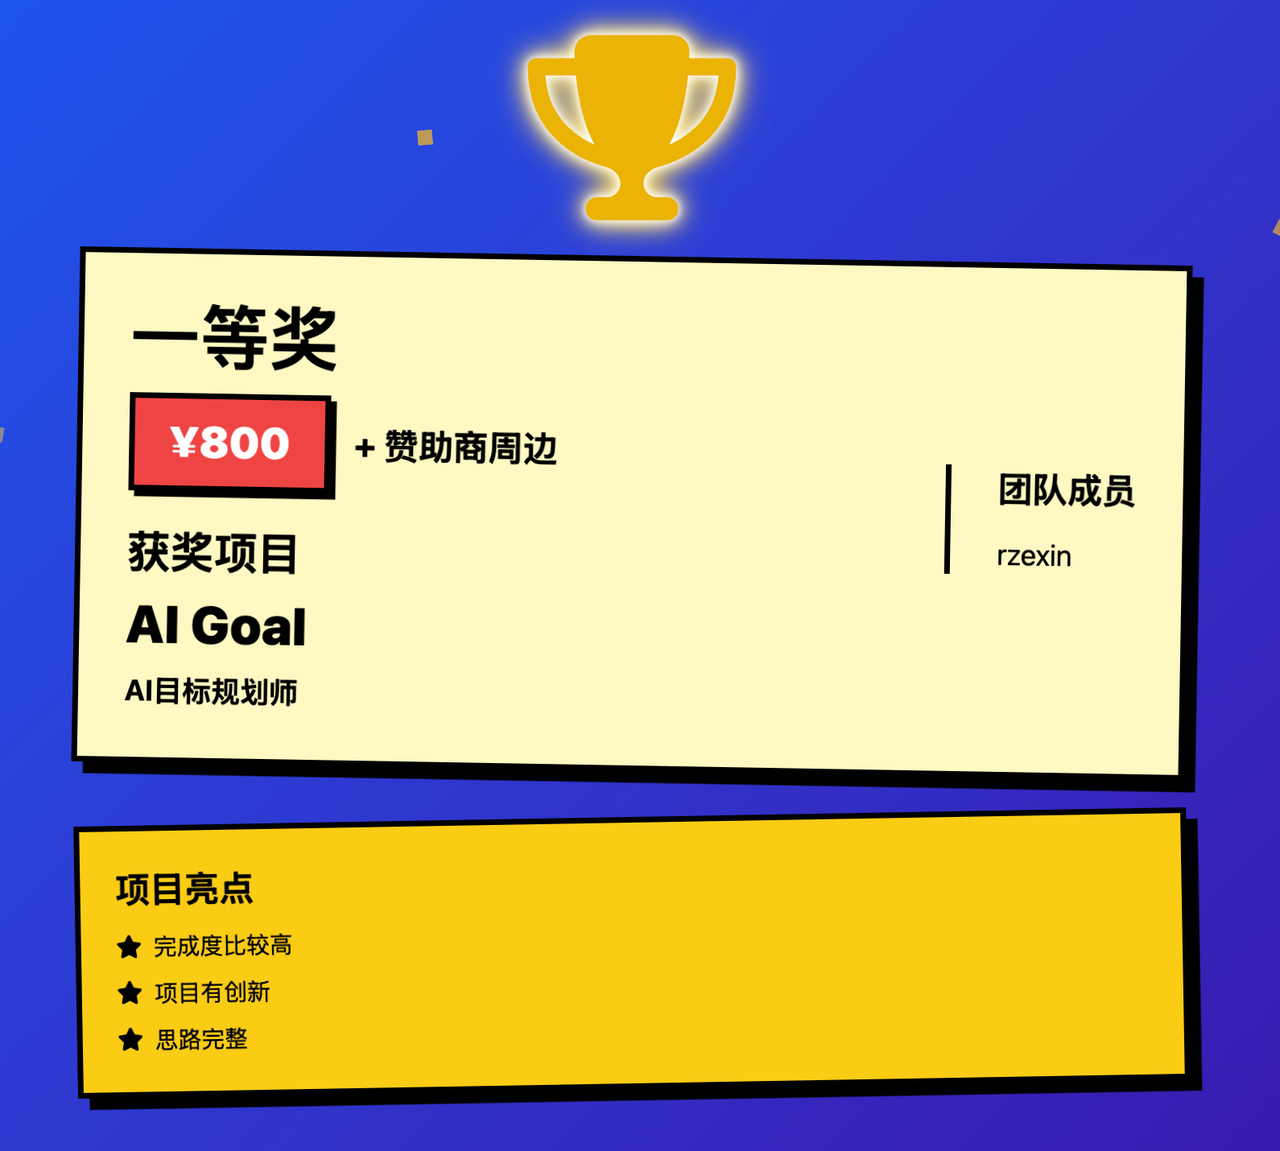 一等奖
¥800 + 赞助商周边
获奖项目
AI Goal
AI目标规划师
团队成员
rzexin
项目亮点
完成度比较高
项目有创新
思路完整